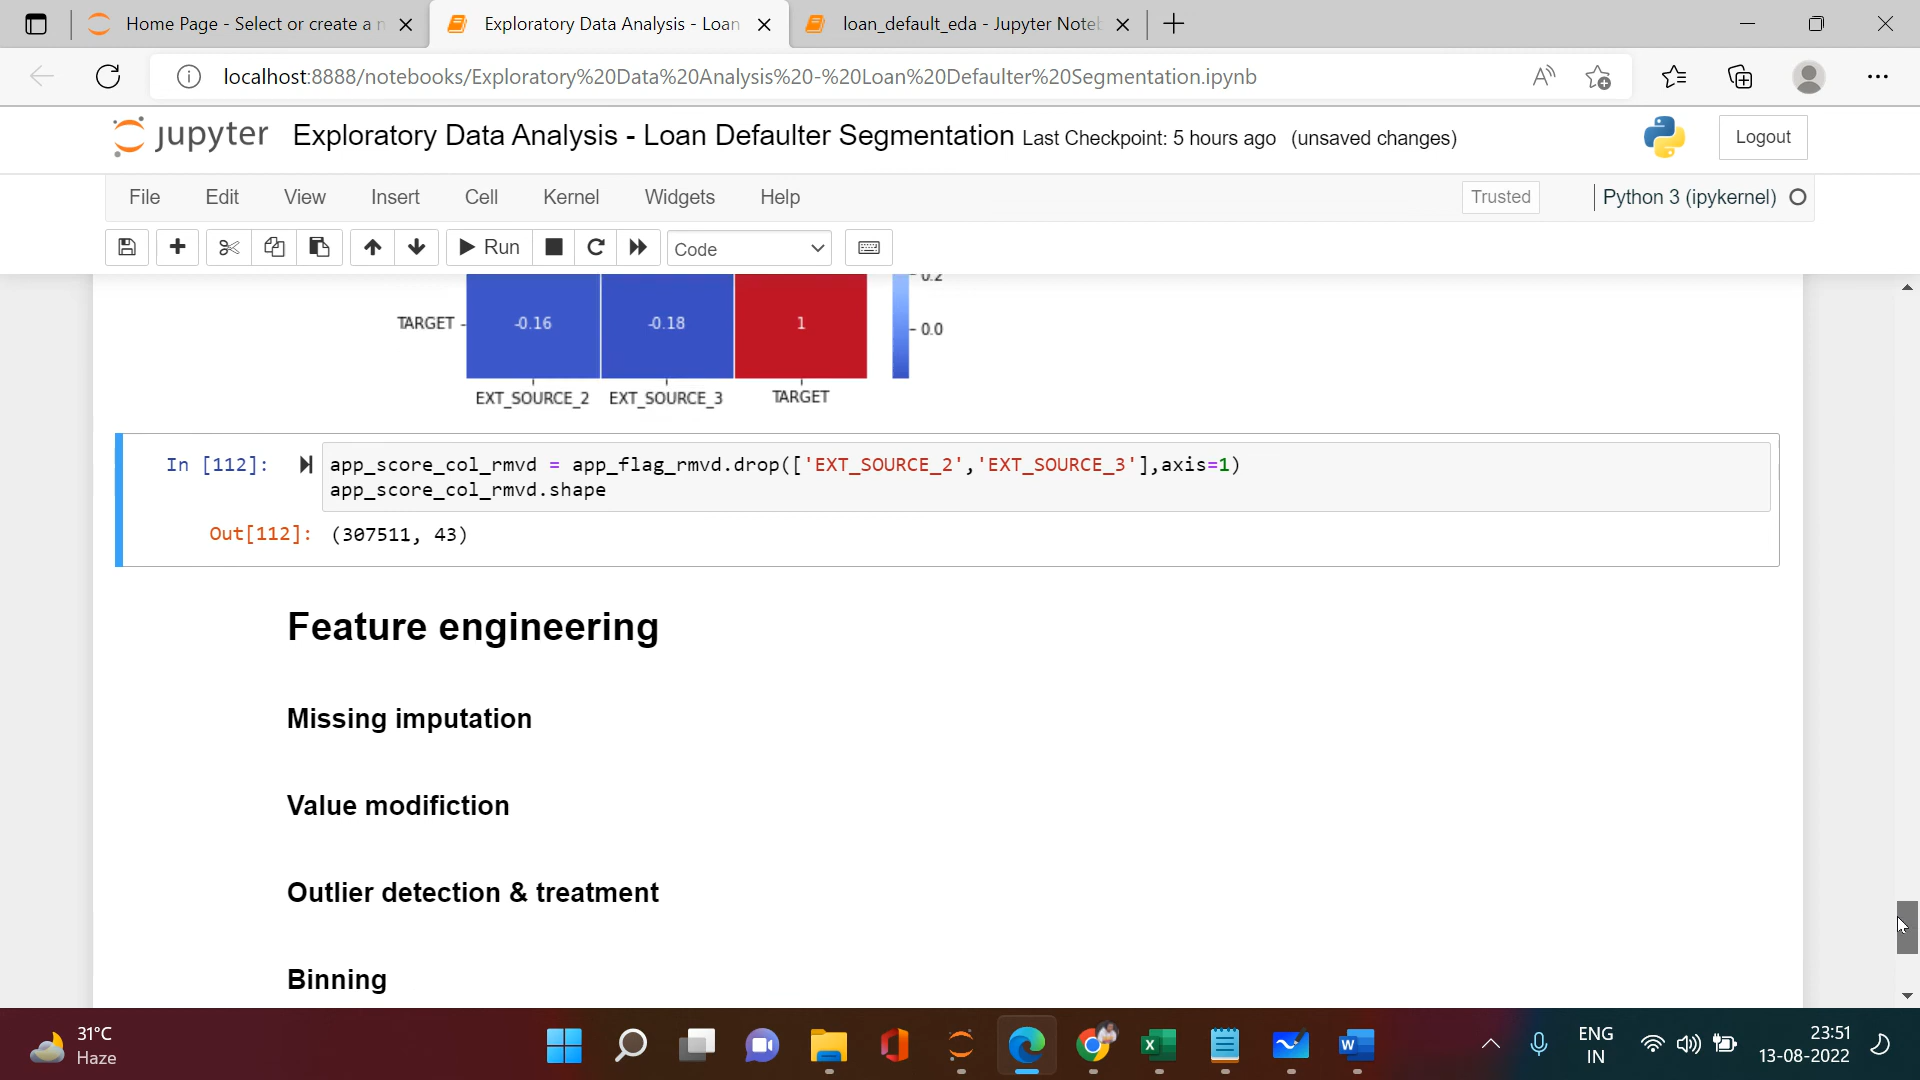 Home Page - Select or create a n
Exploratory Data Analysis - Loan
loan_default_eda - Jupyter Noteb
localhost:8888/notebooks/Exploratory%20Data%20Analysis%20-%20Loan%20Defaulter%20Segmentation.ipynb
jupyter Exploratory Data Analysis - Loan Defaulter Segmentation Last Checkpoint: 5 hours ago (unsaved changes)
Logout
File Edit View Insert Cell Kernel Widgets Help
Trusted
Python 3 (ipykernel)
Run
Code
0.2
TARGET -0.16 -0.18 1
0.0
EXT_SOURCE_2 EXT_SOURCE_3 TARGET
In [112]: app_score_col_rmvd = app_flag_rmvd.drop(['EXT_SOURCE_2','EXT_SOURCE_3'],axis=1)
app_score_col_rmvd.shape
Out[112]: (307511, 43)
Feature engineering
Missing imputation
Value modifiction
Outlier detection & treatment
Binning
31°C
Haze
ENG
IN
23:51
13-08-2022